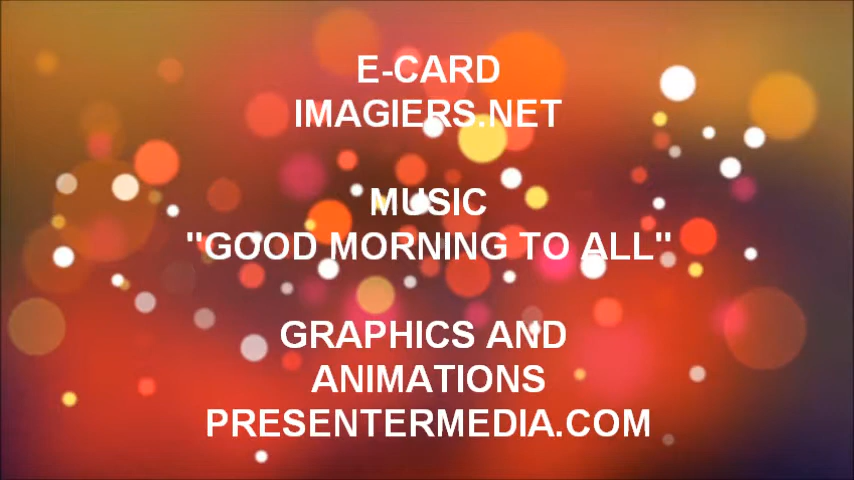 E-CARD
IMAGIERS.NET
MUSIC
"GOOD MORNING TO ALL"
GRAPHICS AND
ANIMATIONS
PRESENTERMEDIA.COM